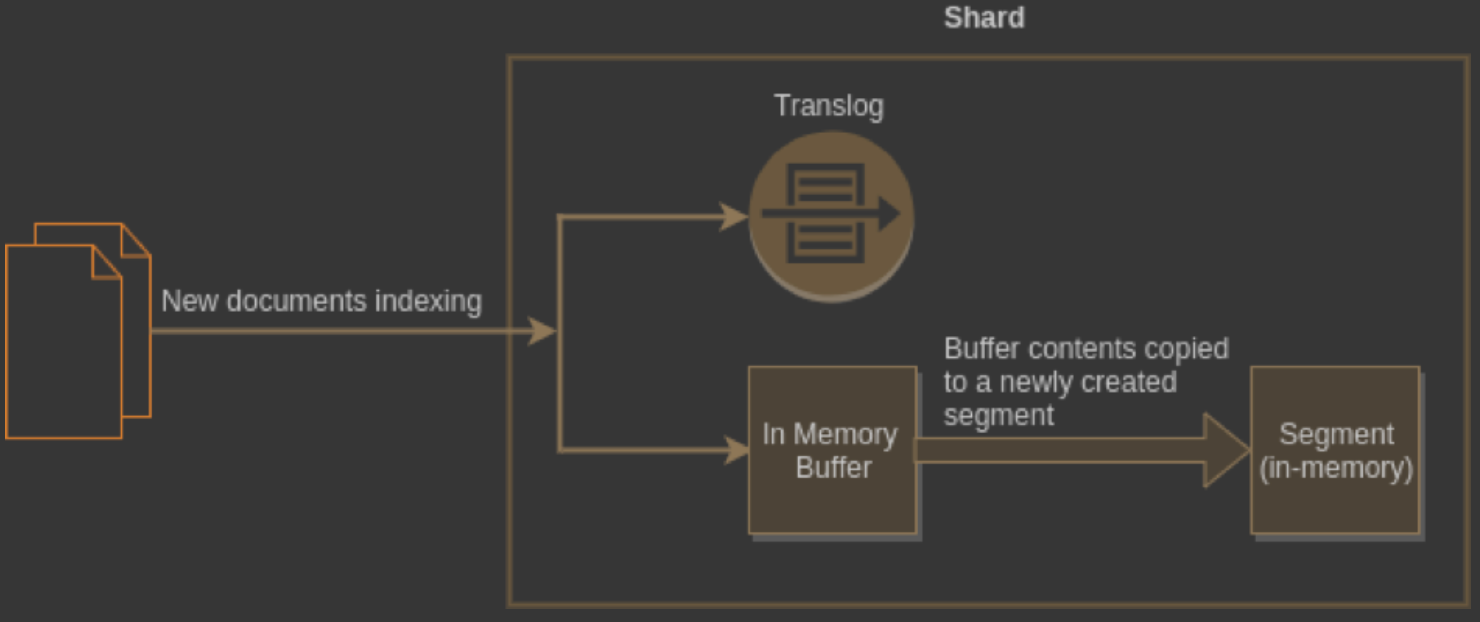 Shard
Translog
New documents indexing
Buffer contents copied
to a newly created
segment
In Memory
Buffer
Segment
(in-memory)